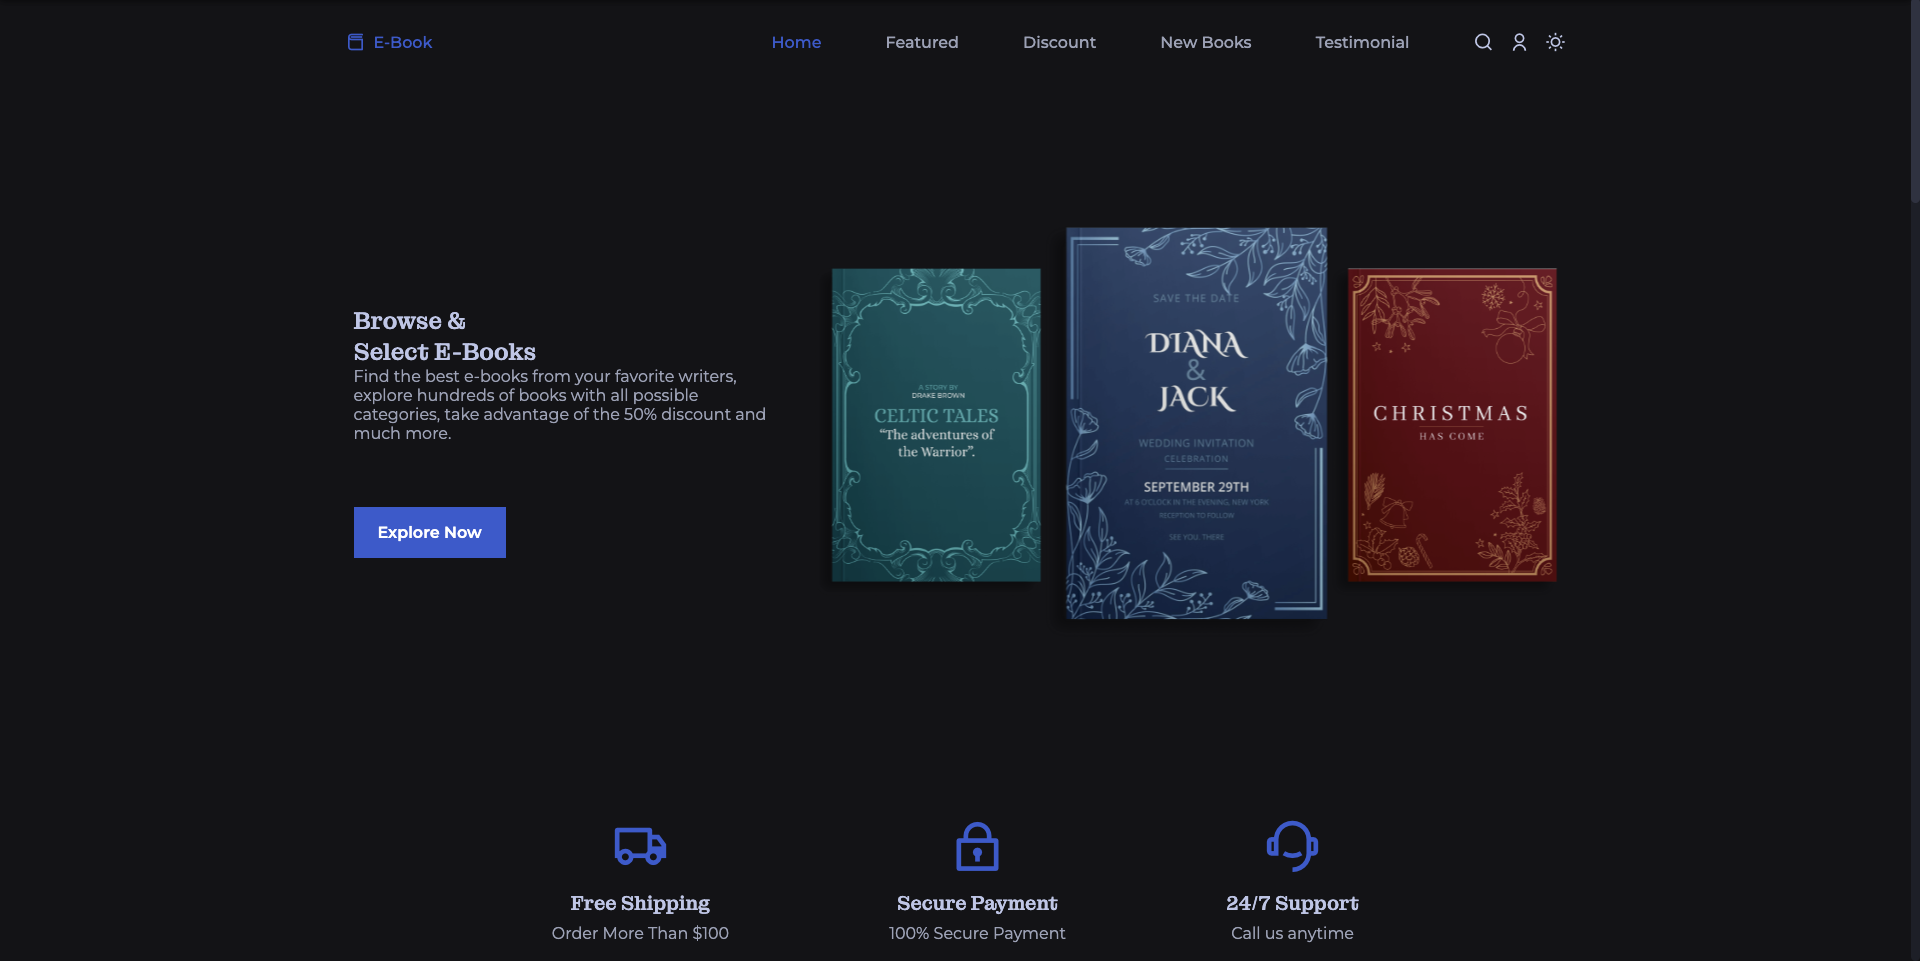 E-Book
Home
Featured
Discount
New Books
Testimonial
Browse &
Select E-Books
Find the best e-books from your favorite writers,
explore hundreds of books with all possible
categories, take advantage of the 50% discount and
much more.
Explore Now
A STORY BY
DRAKE BROWN
CELTIC TALES
“The adventures of
the Warrior”.
SAVE THE DATE
DIANA
&
JACK
WEDDING INVITATION
CELEBRATION
SEPTEMBER 29TH
AT 6 O'CLOCK IN THE EVENING, NEW YORK
RECEPTION TO FOLLOW
SEE YOU, THERE
CHRISTMAS
HAS COME
Free Shipping
Order More Than $100
Secure Payment
100% Secure Payment
24/7 Support
Call us anytime